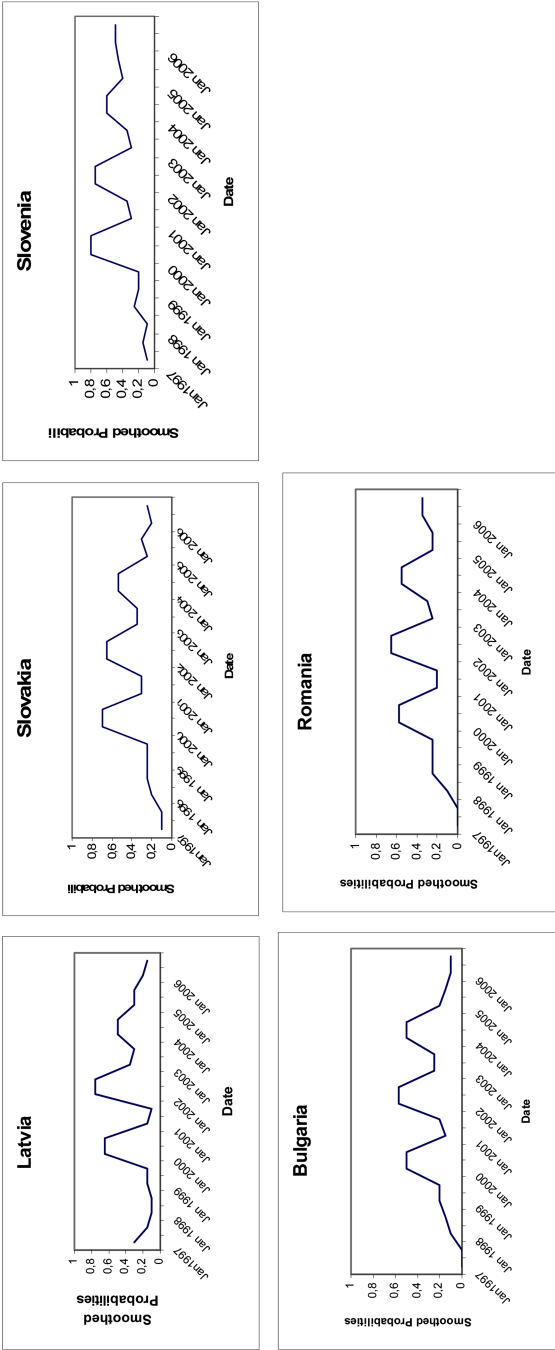 Latvia
Smoothed
Probabilities
1
0,8
0,6
0,4
0,2
0
Jan1997
Jan 1998
Jan 1999
Jan 2000
Jan 2001
Jan 2002
Jan 2003
Jan 2004
Jan 2005
Jan 2006
Date
Slovakia
Smoothed Probabili
1
0,8
0,6
0,4
0,2
0
Jan1997
Jan 1998
Jan 1999
Jan 2000
Jan 2001
Jan 2002
Jan 2003
Jan 2004
Jan 2005
Jan 2006
Date
Slovenia
Smoothed Probabili
1
0,8
0,6
0,4
0,2
0
Jan1997
Jan 1998
Jan 1999
Jan 2000
Jan 2001
Jan 2002
Jan 2003
Jan 2004
Jan 2005
Jan 2006
Date
Bulgaria
Smoothed Probabilities
1
0,8
0,6
0,4
0,2
0
Jan1997
Jan 1998
Jan 1999
Jan 2000
Jan 2001
Jan 2002
Jan 2003
Jan 2004
Jan 2005
Jan 2006
Date
Romania
Smoothed Probabilities
1
0,8
0,6
0,4
0,2
0
Jan1997
Jan 1998
Jan 1999
Jan 2000
Jan 2001
Jan 2002
Jan 2003
Jan 2004
Jan 2005
Jan 2006
Date